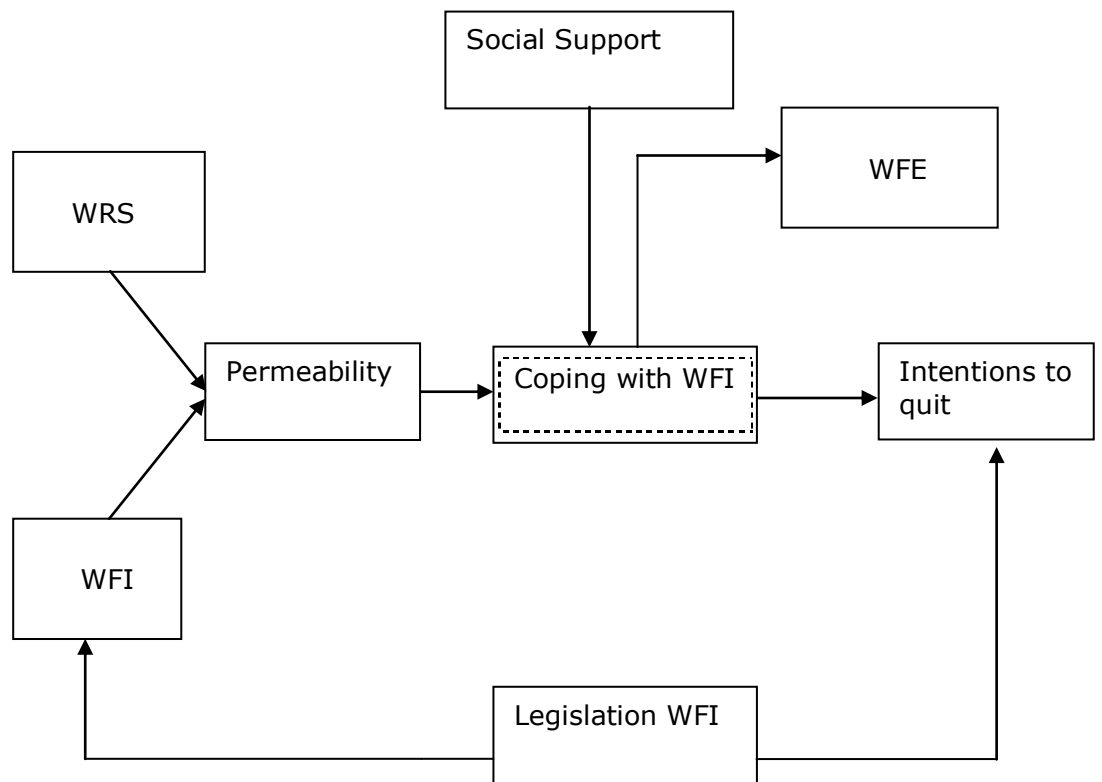 Social Support
WFE
WRS
Permeability
Coping with WFI
Intentions to
quit
WFI
Legislation WFI